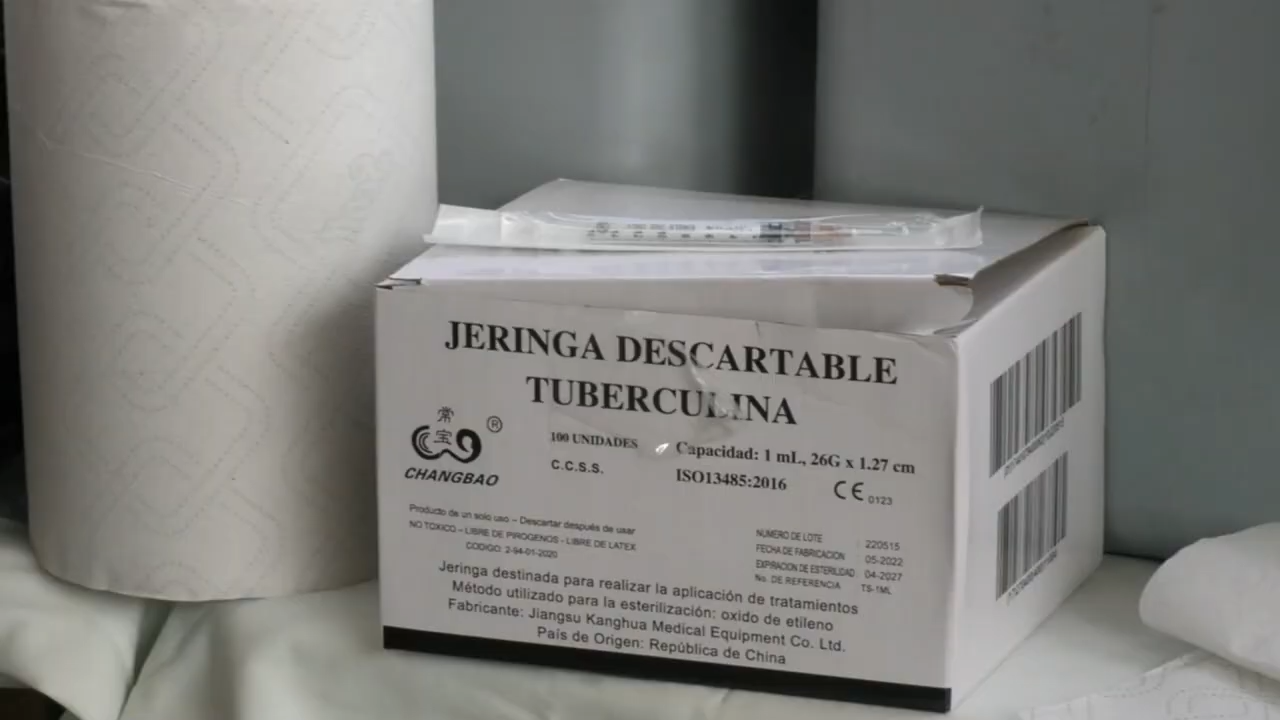 JERINGA DESCARTABLE
TUBERCULINA
常
宝
®
CHANGBAO
100 UNIDADES
C.C.S.S.
Capacidad: 1 mL, 26G x 1.27 cm
ISO13485:2016
CE 0123
Producto de un solo uso – Descartar después de usar
NO TOXICO – LIBRE DE PIROGENOS - LIBRE DE LATEX
CODIGO: 2-94-01-2020
NUMERO DE LOTE : 220515
FECHA DE FABRICACION : 05-2022
EXPIRACION DE ESTERILIDAD : 04-2027
No. DE REFERENCIA : TS-1ML
Jeringa destinada para realizar la aplicación de tratamientos
Método utilizado para la esterilización: oxido de etileno
Fabricante: Jiangsu Kanghua Medical Equipment Co. Ltd.
País de Origen: República de China